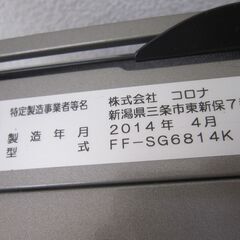 特定製造事業者等名 株式会社 コロナ
新潟県三条市東新保7
製造年月 2014年 4月
型式 FF-SG6814K